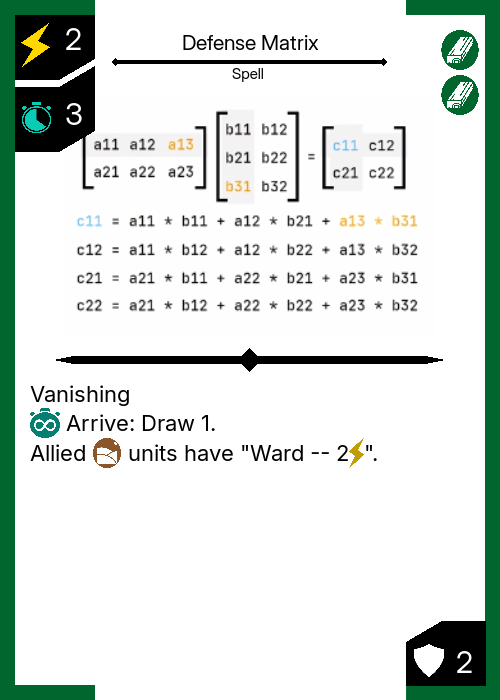 2
Defense Matrix
Spell
3
a11 a12 a13
a21 a22 a23
b11 b12
b21 b22
b31 b32
=
c11 c12
c21 c22
c11 = a11 * b11 + a12 * b21 + a13 * b31
c12 = a11 * b12 + a12 * b22 + a13 * b32
c21 = a21 * b11 + a22 * b21 + a23 * b31
c22 = a21 * b12 + a22 * b22 + a23 * b32
Vanishing
Arrive: Draw 1.
Allied units have "Ward -- 2".
2